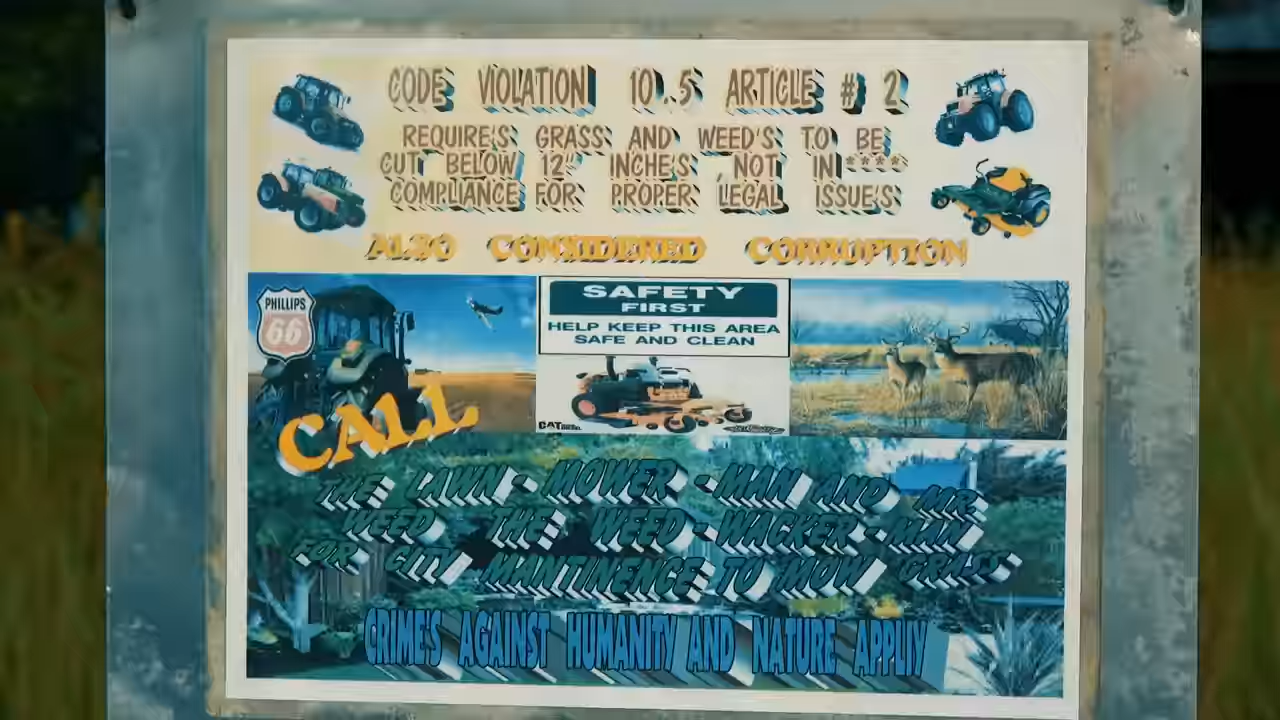 CODE VIOLATION 10..5 ARTICLE # 2
REQUIRE'S GRASS AND WEED'S TO BE
CUT BELOW 12" INCHE'S NOT IN****
COMPLIANCE FOR PROPER LEGAL ISSUE'S
ALSO CONSIDERED CORRUPTION
PHILLIPS
66
SAFETY
FIRST
HELP KEEP THIS AREA
SAFE AND CLEAN
CAT
CALL
THE LAWN - MOWER - MAN AND MR.
WEED - THE WEED - WACKER - MAN
FOR CITY MANTINENCE TO MOW "GRASS"
CRIME'S AGAINST HUMANITY AND NATURE APPLIY